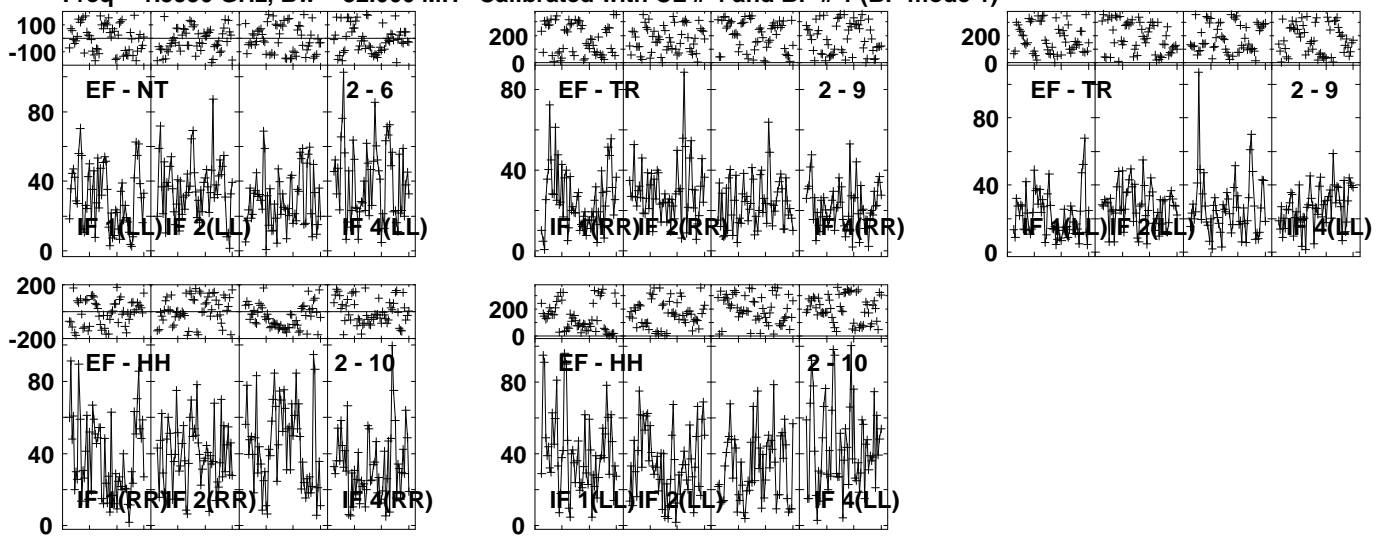 100
-100
EF - NT 2 - 6
80
40
0
IF 1(LL) IF 2(LL) IF 4(LL)
200
0
EF - TR 2 - 9
80
40
0
IF 1(RR) IF 2(RR) IF 4(RR)
200
0
EF - TR 2 - 9
80
40
0
IF 1(LL) IF 2(LL) IF 4(LL)
200
-200
EF - HH 2 - 10
80
40
0
IF 1(RR) IF 2(RR) IF 4(RR)
200
0
EF - HH 2 - 10
80
40
0
IF 1(LL) IF 2(LL) IF 4(LL)